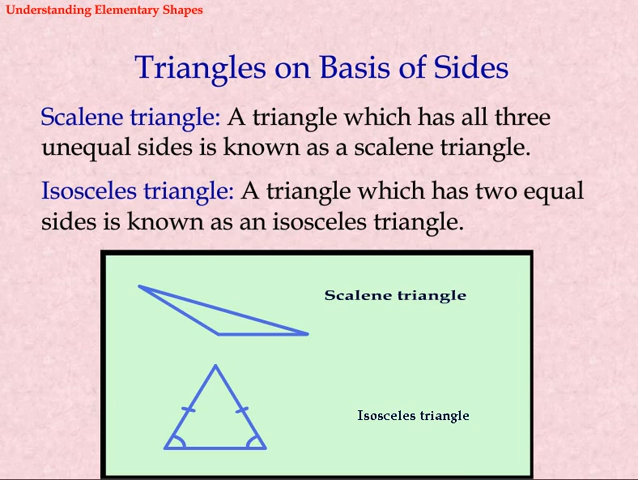 Understanding Elementary Shapes
Triangles on Basis of Sides
Scalene triangle: A triangle which has all three
unequal sides is known as a scalene triangle.
Isosceles triangle: A triangle which has two equal
sides is known as an isosceles triangle.
Scalene triangle
Isosceles triangle